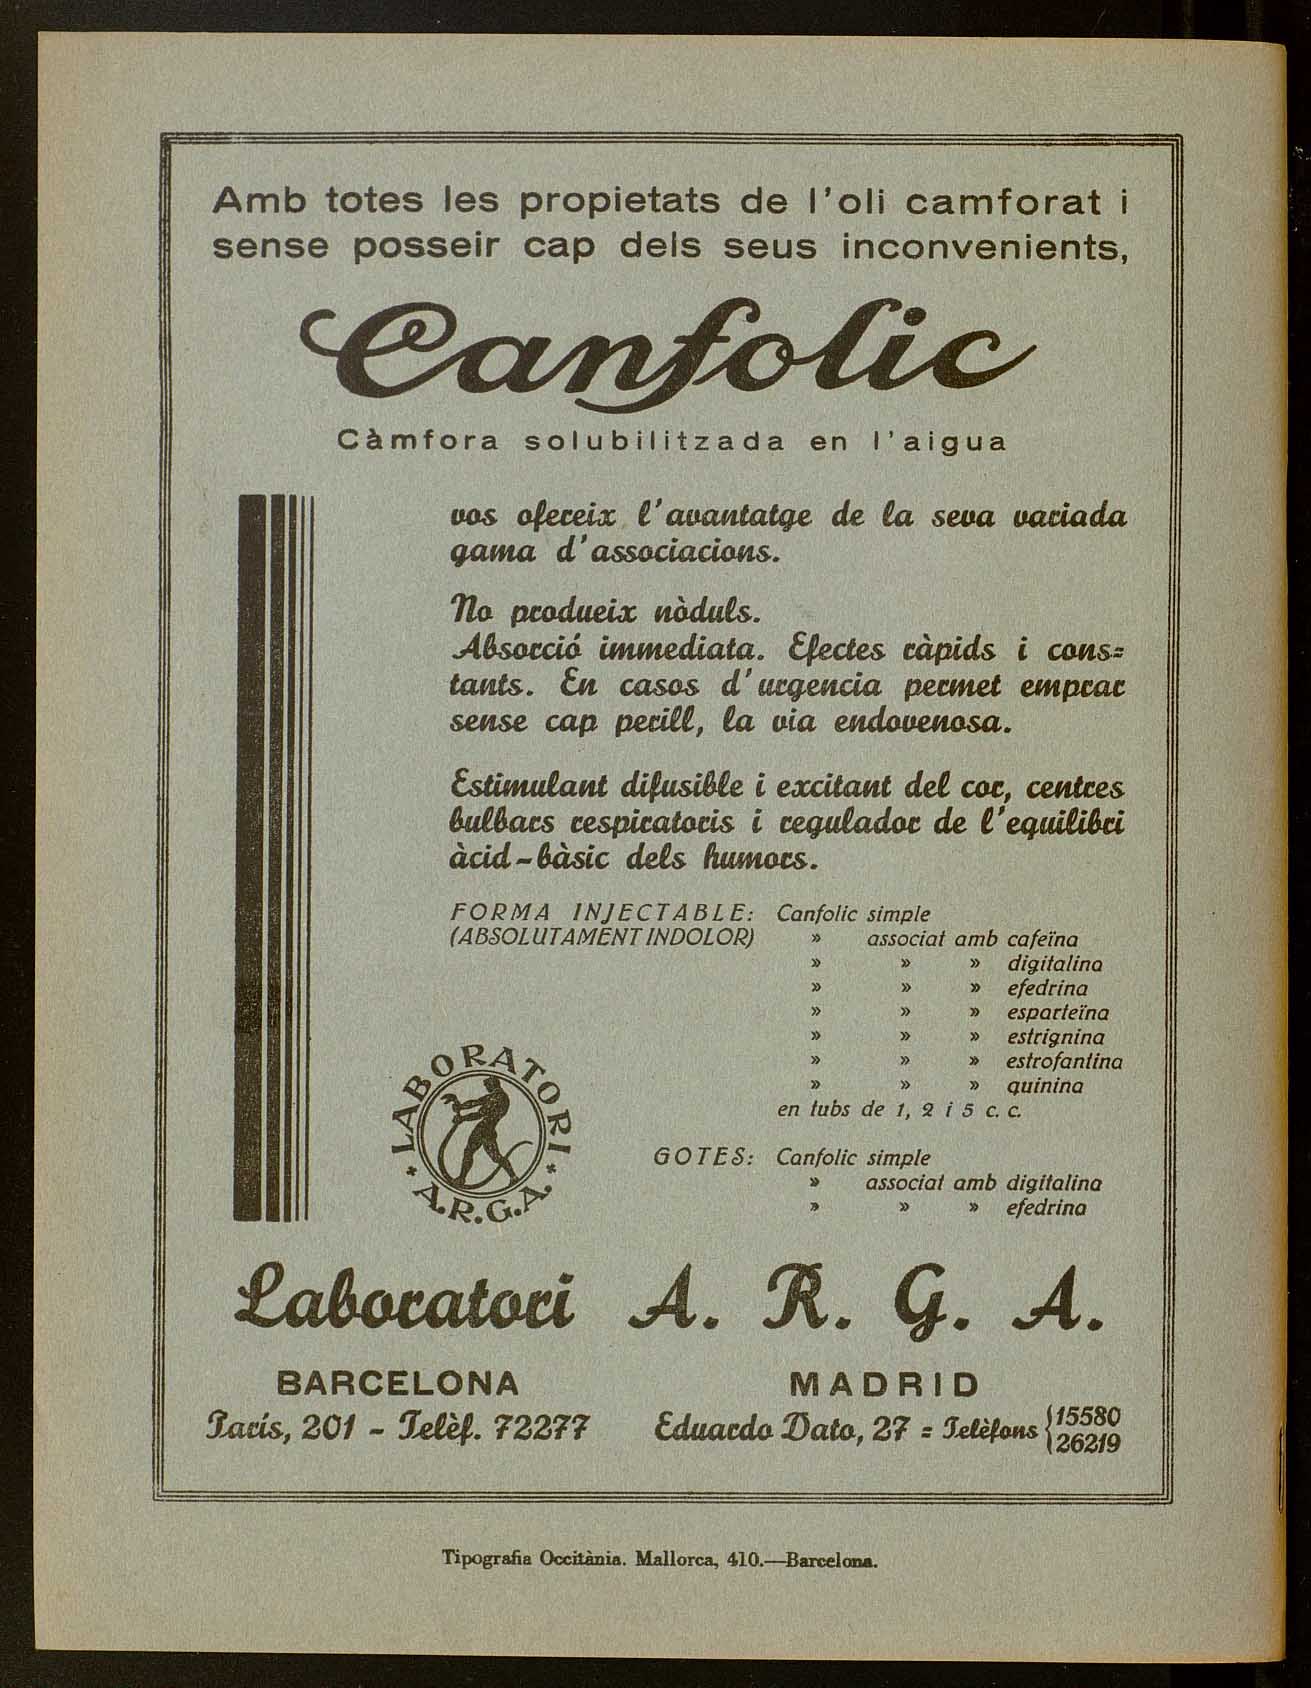 Amb totes les propietats de l'oli camforat i
sense posseir cap dels seus inconvenients,
Canfolic
Càmfora solubilitzada en l'aigua
vos ofereix l'avantatge de la seva variada
gama d'associacions.
No produeix nòduls.
Absorció immediata. Efectes ràpids i cons=
tants. En casos d'urgencia permet emprar
sense cap perill, la via endovenosa.
Estimulant difusible i excitant del cor, centres
bulbars respiratoris i regulador de l'equilibri
àcid-bàsic dels humors.
FORMA INJECTABLE: Canfolic simple
(ABSOLUTAMENT INDOLOR) » associat amb cafeïna
» » » digitalina
» » » efedrina
» » » esparteïna
» » » estrignina
» » » estrofantina
» » » quinina
en tubs de 1, 2 i 5 c. c.
GOTES: Canfolic simple
» associat amb digitalina
» » » efedrina
* LABORATORI *
A.R.G.A.
Laboratori A. R. G. A.
BARCELONA
París, 201 - Telèf. 72277
MADRID
Eduardo Dato, 27 = Telèfons {15580
{26219
Tipografia Occitània. Mallorca, 410.—Barcelona.